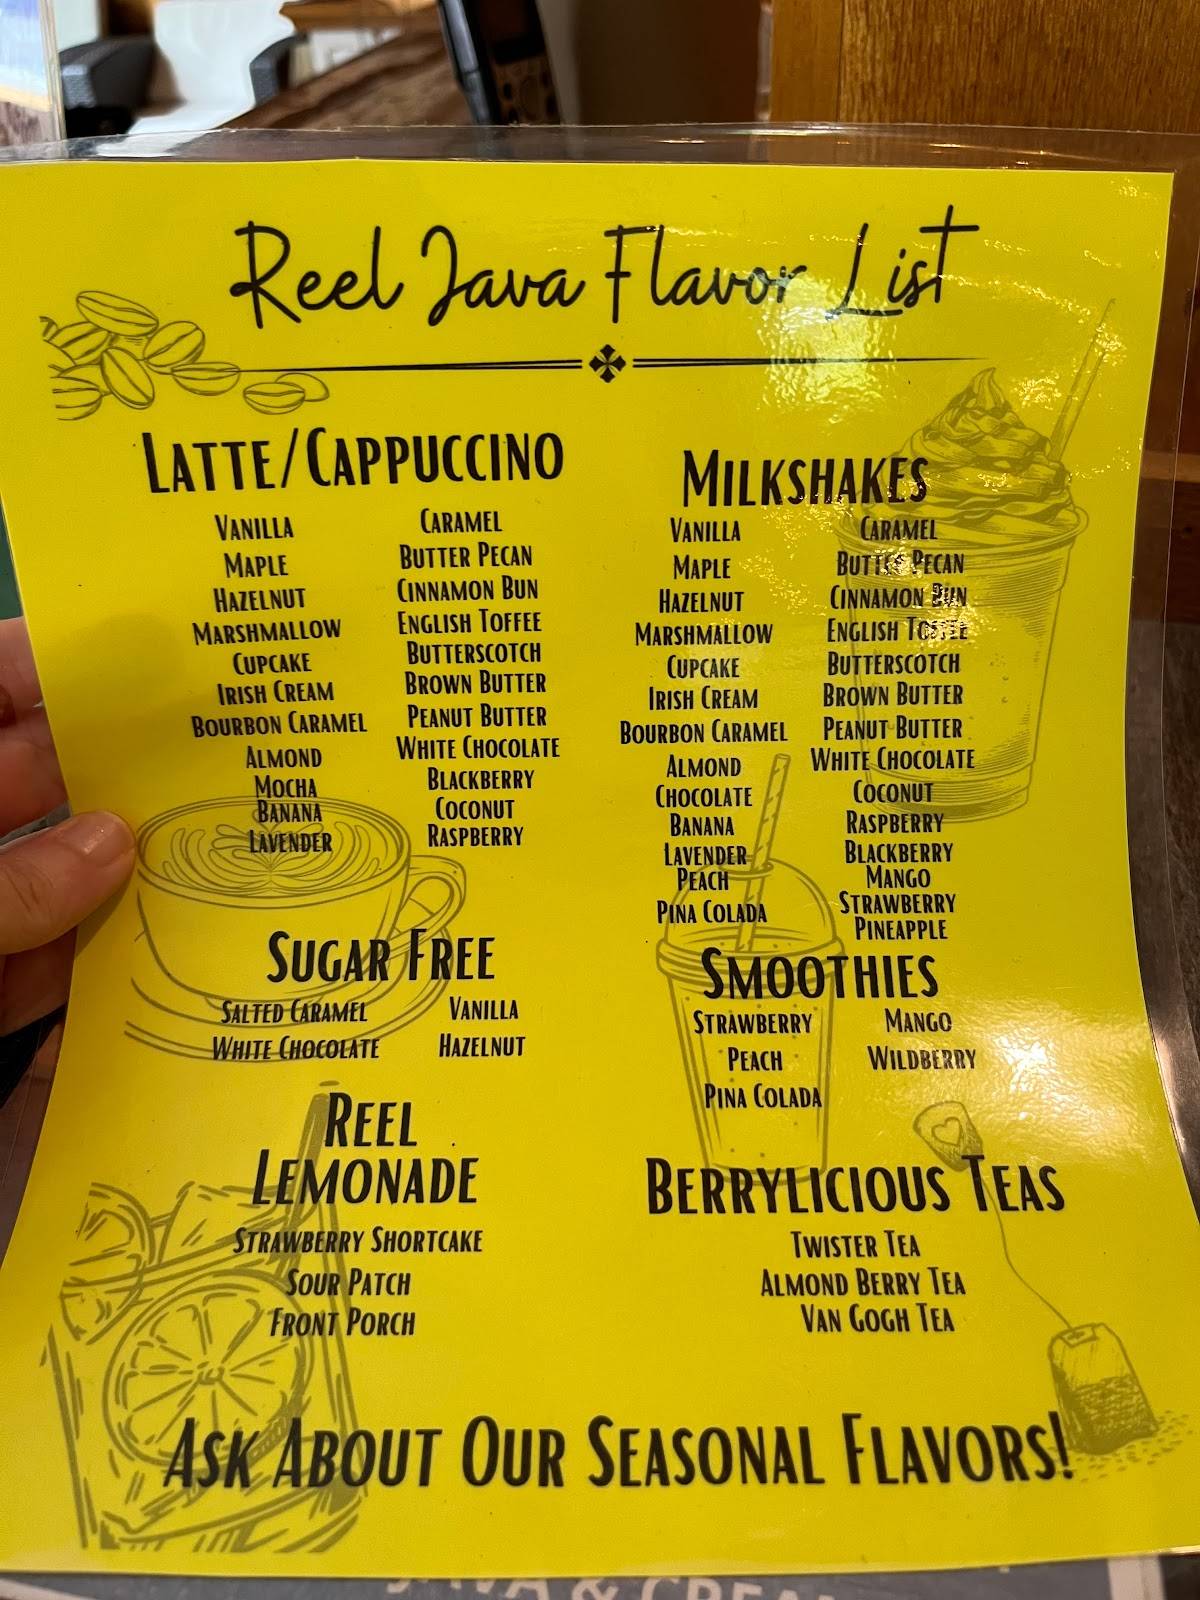 Reel Java Flavor List
LATTE/CAPPUCCINO
VANILLA
MAPLE
HAZELNUT
MARSHMALLOW
CUPCAKE
IRISH CREAM
BOURBON CARAMEL
ALMOND
MOCHA
BANANA
LAVENDER
CARAMEL
BUTTER PECAN
CINNAMON BUN
ENGLISH TOFFEE
BUTTERSCOTCH
BROWN BUTTER
PEANUT BUTTER
WHITE CHOCOLATE
BLACKBERRY
COCONUT
RASPBERRY
SUGAR FREE
SALTED CARAMEL
WHITE CHOCOLATE
VANILLA
HAZELNUT
REEL
LEMONADE
STRAWBERRY SHORTCAKE
SOUR PATCH
FRONT PORCH
MILKSHAKES
VANILLA
MAPLE
HAZELNUT
MARSHMALLOW
CUPCAKE
IRISH CREAM
BOURBON CARAMEL
ALMOND
CHOCOLATE
BANANA
LAVENDER
PEACH
PINA COLADA
CARAMEL
BUTTER PECAN
CINNAMON BUN
ENGLISH TOFFEE
BUTTERSCOTCH
BROWN BUTTER
PEANUT BUTTER
WHITE CHOCOLATE
COCONUT
RASPBERRY
BLACKBERRY
MANGO
STRAWBERRY
PINEAPPLE
SMOOTHIES
STRAWBERRY
PEACH
PINA COLADA
MANGO
WILDBERRY
BERRYLICIOUS TEAS
TWISTER TEA
ALMOND BERRY TEA
VAN GOGH TEA
ASK ABOUT OUR SEASONAL FLAVORS!
JAVA & CREAM